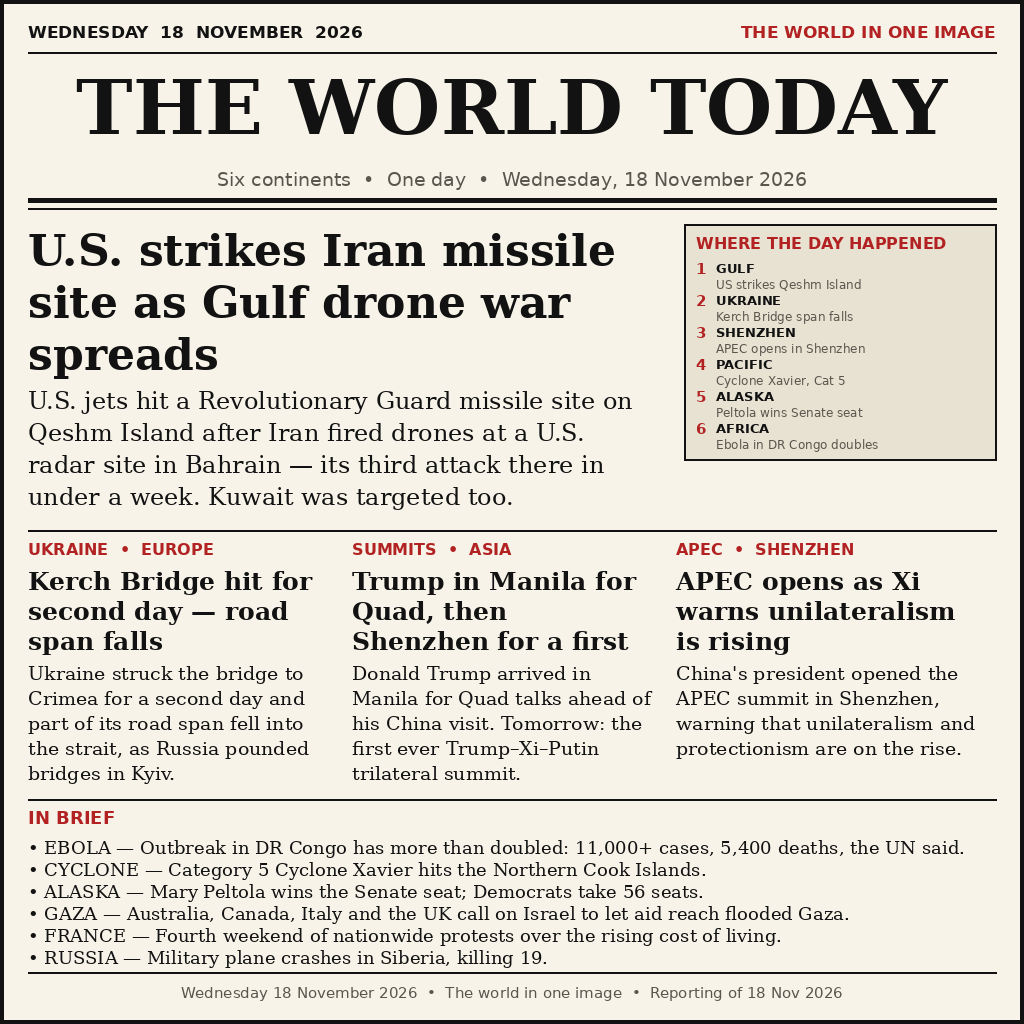 WEDNESDAY 18 NOVEMBER 2026
THE WORLD IN ONE IMAGE
THE WORLD TODAY
Six continents • One day • Wednesday, 18 November 2026
U.S. strikes Iran missile
site as Gulf drone war
spreads
U.S. jets hit a Revolutionary Guard missile site on
Qeshm Island after Iran fired drones at a U.S.
radar site in Bahrain — its third attack there in
under a week. Kuwait was targeted too.
WHERE THE DAY HAPPENED
1 GULF
US strikes Qeshm Island
2 UKRAINE
Kerch Bridge span falls
3 SHENZHEN
APEC opens in Shenzhen
4 PACIFIC
Cyclone Xavier, Cat 5
5 ALASKA
Peltola wins Senate seat
6 AFRICA
Ebola in DR Congo doubles
UKRAINE • EUROPE
Kerch Bridge hit for
second day — road
span falls
Ukraine struck the bridge to
Crimea for a second day and
part of its road span fell into
the strait, as Russia pounded
bridges in Kyiv.
SUMMITS • ASIA
Trump in Manila for
Quad, then
Shenzhen for a first
Donald Trump arrived in
Manila for Quad talks ahead of
his China visit. Tomorrow: the
first ever Trump–Xi–Putin
trilateral summit.
APEC • SHENZHEN
APEC opens as Xi
warns unilateralism
is rising
China's president opened the
APEC summit in Shenzhen,
warning that unilateralism and
protectionism are on the rise.
IN BRIEF
• EBOLA — Outbreak in DR Congo has more than doubled: 11,000+ cases, 5,400 deaths, the UN said.
• CYCLONE — Category 5 Cyclone Xavier hits the Northern Cook Islands.
• ALASKA — Mary Peltola wins the Senate seat; Democrats take 56 seats.
• GAZA — Australia, Canada, Italy and the UK call on Israel to let aid reach flooded Gaza.
• FRANCE — Fourth weekend of nationwide protests over the rising cost of living.
• RUSSIA — Military plane crashes in Siberia, killing 19.
Wednesday 18 November 2026 • The world in one image • Reporting of 18 Nov 2026